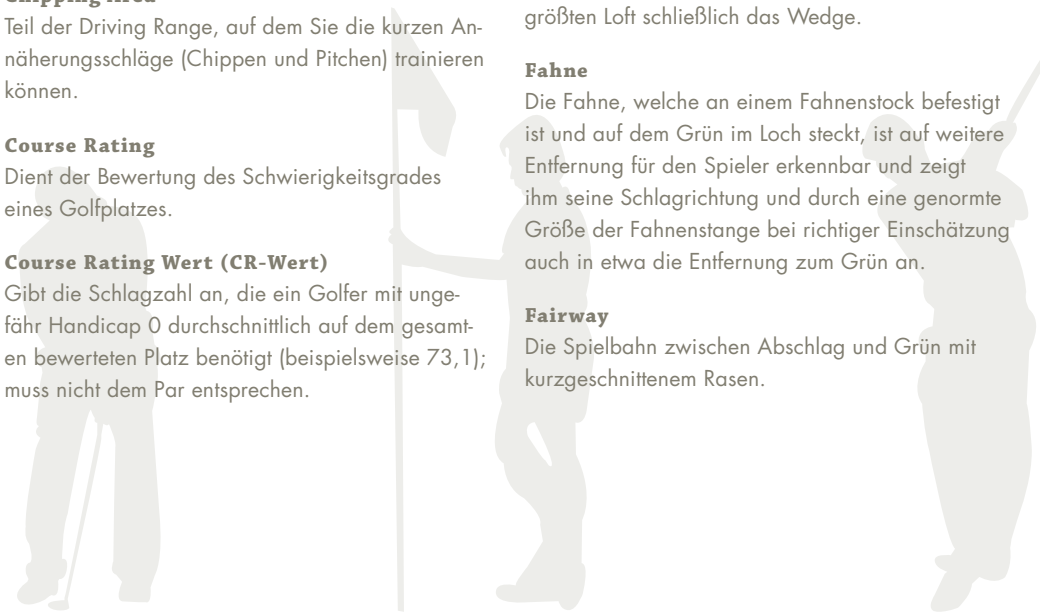 Chipping Area
Teil der Driving Range, auf dem Sie die kurzen An-
näherungsschläge (Chippen und Pitchen) trainieren
können.
Course Rating
Dient der Bewertung des Schwierigkeitsgrades
eines Golfplatzes.
Course Rating Wert (CR-Wert)
Gibt die Schlagzahl an, die ein Golfer mit unge-
fähr Handicap 0 durchschnittlich auf dem gesamt-
en bewerteten Platz benötigt (beispielsweise 73,1);
muss nicht dem Par entsprechen.
größten Loft schließlich das Wedge.
Fahne
Die Fahne, welche an einem Fahnenstock befestigt
ist und auf dem Grün im Loch steckt, ist auf weitere
Entfernung für den Spieler erkennbar und zeigt
ihm seine Schlagrichtung und durch eine genormte
Größe der Fahnenstange bei richtiger Einschätzung
auch in etwa die Entfernung zum Grün an.
Fairway
Die Spielbahn zwischen Abschlag und Grün mit
kurzgeschnittenem Rasen.